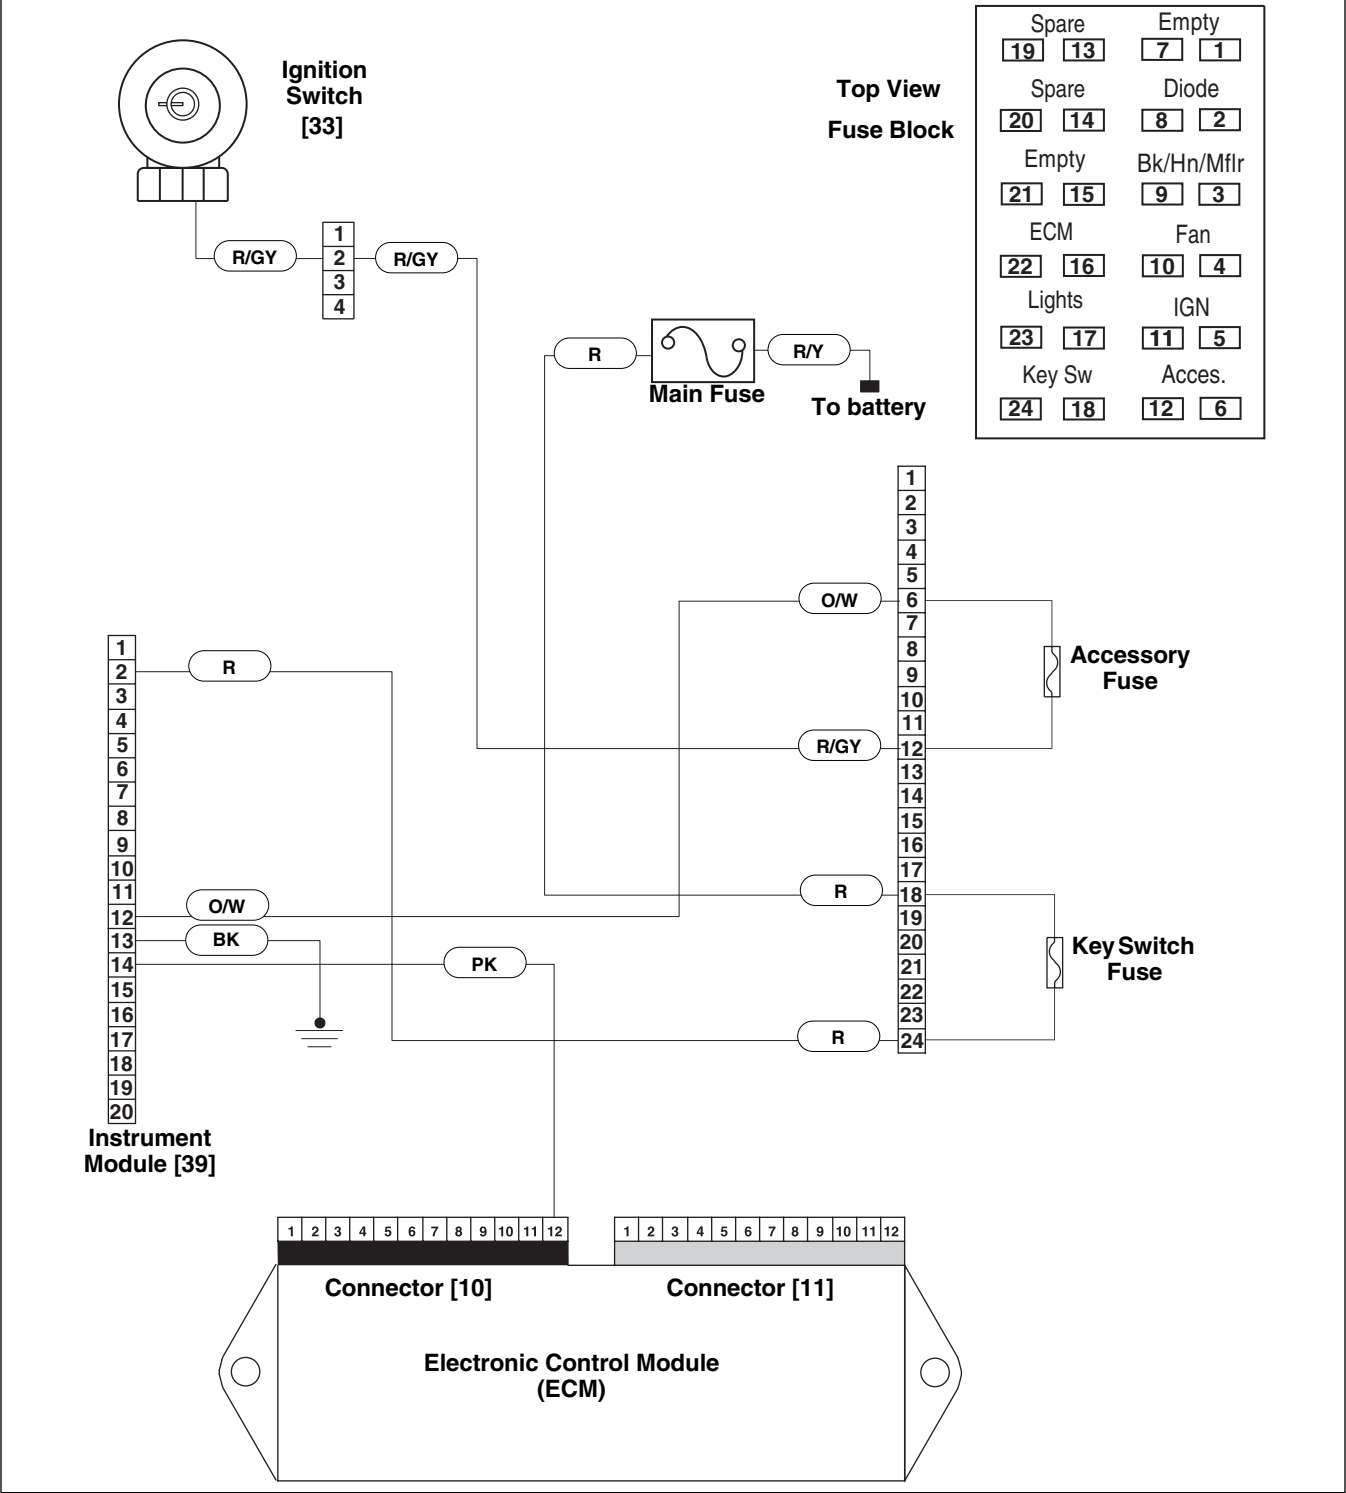 Ignition
Switch
[33]
R/GY
1
2
3
4
R/GY
Top View
Fuse Block
Spare
Empty
19 13 7 1
Spare
Diode
20 14 8 2
Empty
Bk/Hn/Mflr
21 15 9 3
ECM
Fan
22 16 10 4
Lights
IGN
23 17 11 5
Key Sw
Acces.
24 18 12 6
R
R/Y
Main Fuse
To battery
1
2
3
4
5
6
7
8
9
10
11
12
13
14
15
16
17
18
19
20
21
22
23
24
O/W
R/GY
R
R
Accessory
Fuse
Key Switch
Fuse
1
2
3
4
5
6
7
8
9
10
11
12
13
14
15
16
17
18
19
20
R
O/W
BK
PK
Instrument
Module [39]
1 2 3 4 5 6 7 8 9 10 11 12
1 2 3 4 5 6 7 8 9 10 11 12
Connector [10]
Connector [11]
Electronic Control Module
(ECM)